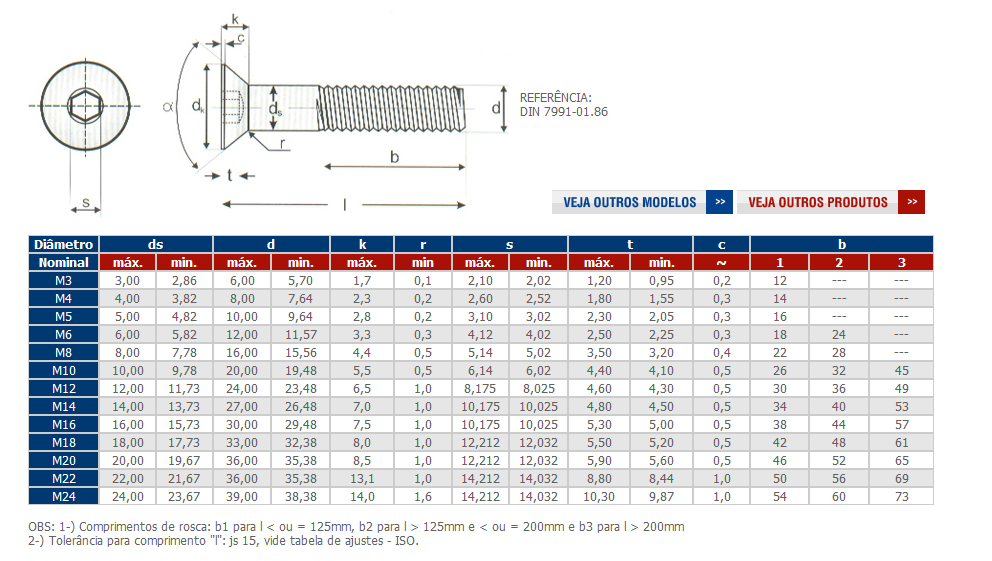 k
c
α
dₖ
dₛ
d
r
b
t
l
s
REFERÊNCIA:
DIN 7991-01.86
VEJA OUTROS MODELOS >> VEJA OUTROS PRODUTOS >>
Diâmetro ds d k r s t c b
Nominal máx. min. máx. min. máx. min máx. min. máx. min. ~ 1 2 3
M3 3,00 2,86 6,00 5,70 1,7 0,1 2,10 2,02 1,20 0,95 0,2 12 --- ---
M4 4,00 3,82 8,00 7,64 2,3 0,2 2,60 2,52 1,80 1,55 0,3 14 --- ---
M5 5,00 4,82 10,00 9,64 2,8 0,2 3,10 3,02 2,30 2,05 0,3 16 --- ---
M6 6,00 5,82 12,00 11,57 3,3 0,3 4,12 4,02 2,50 2,25 0,3 18 24 ---
M8 8,00 7,78 16,00 15,56 4,4 0,5 5,14 5,02 3,50 3,20 0,4 22 28 ---
M10 10,00 9,78 20,00 19,48 5,5 0,5 6,14 6,02 4,40 4,10 0,5 26 32 45
M12 12,00 11,73 24,00 23,48 6,5 1,0 8,175 8,025 4,60 4,30 0,5 30 36 49
M14 14,00 13,73 27,00 26,48 7,0 1,0 10,175 10,025 4,80 4,50 0,5 34 40 53
M16 16,00 15,73 30,00 29,48 7,5 1,0 10,175 10,025 5,30 5,00 0,5 38 44 57
M18 18,00 17,73 33,00 32,38 8,0 1,0 12,212 12,032 5,50 5,20 0,5 42 48 61
M20 20,00 19,67 36,00 35,38 8,5 1,0 12,212 12,032 5,90 5,60 0,5 46 52 65
M22 22,00 21,67 36,00 35,38 13,1 1,0 14,212 14,032 8,80 8,44 1,0 50 56 69
M24 24,00 23,67 39,00 38,38 14,0 1,6 14,212 14,032 10,30 9,87 1,0 54 60 73
OBS: 1-) Comprimentos de rosca: b1 para l < ou = 125mm, b2 para l > 125mm e < ou = 200mm e b3 para l > 200mm
2-) Tolerância para comprimento "l": js 15, vide tabela de ajustes - ISO.